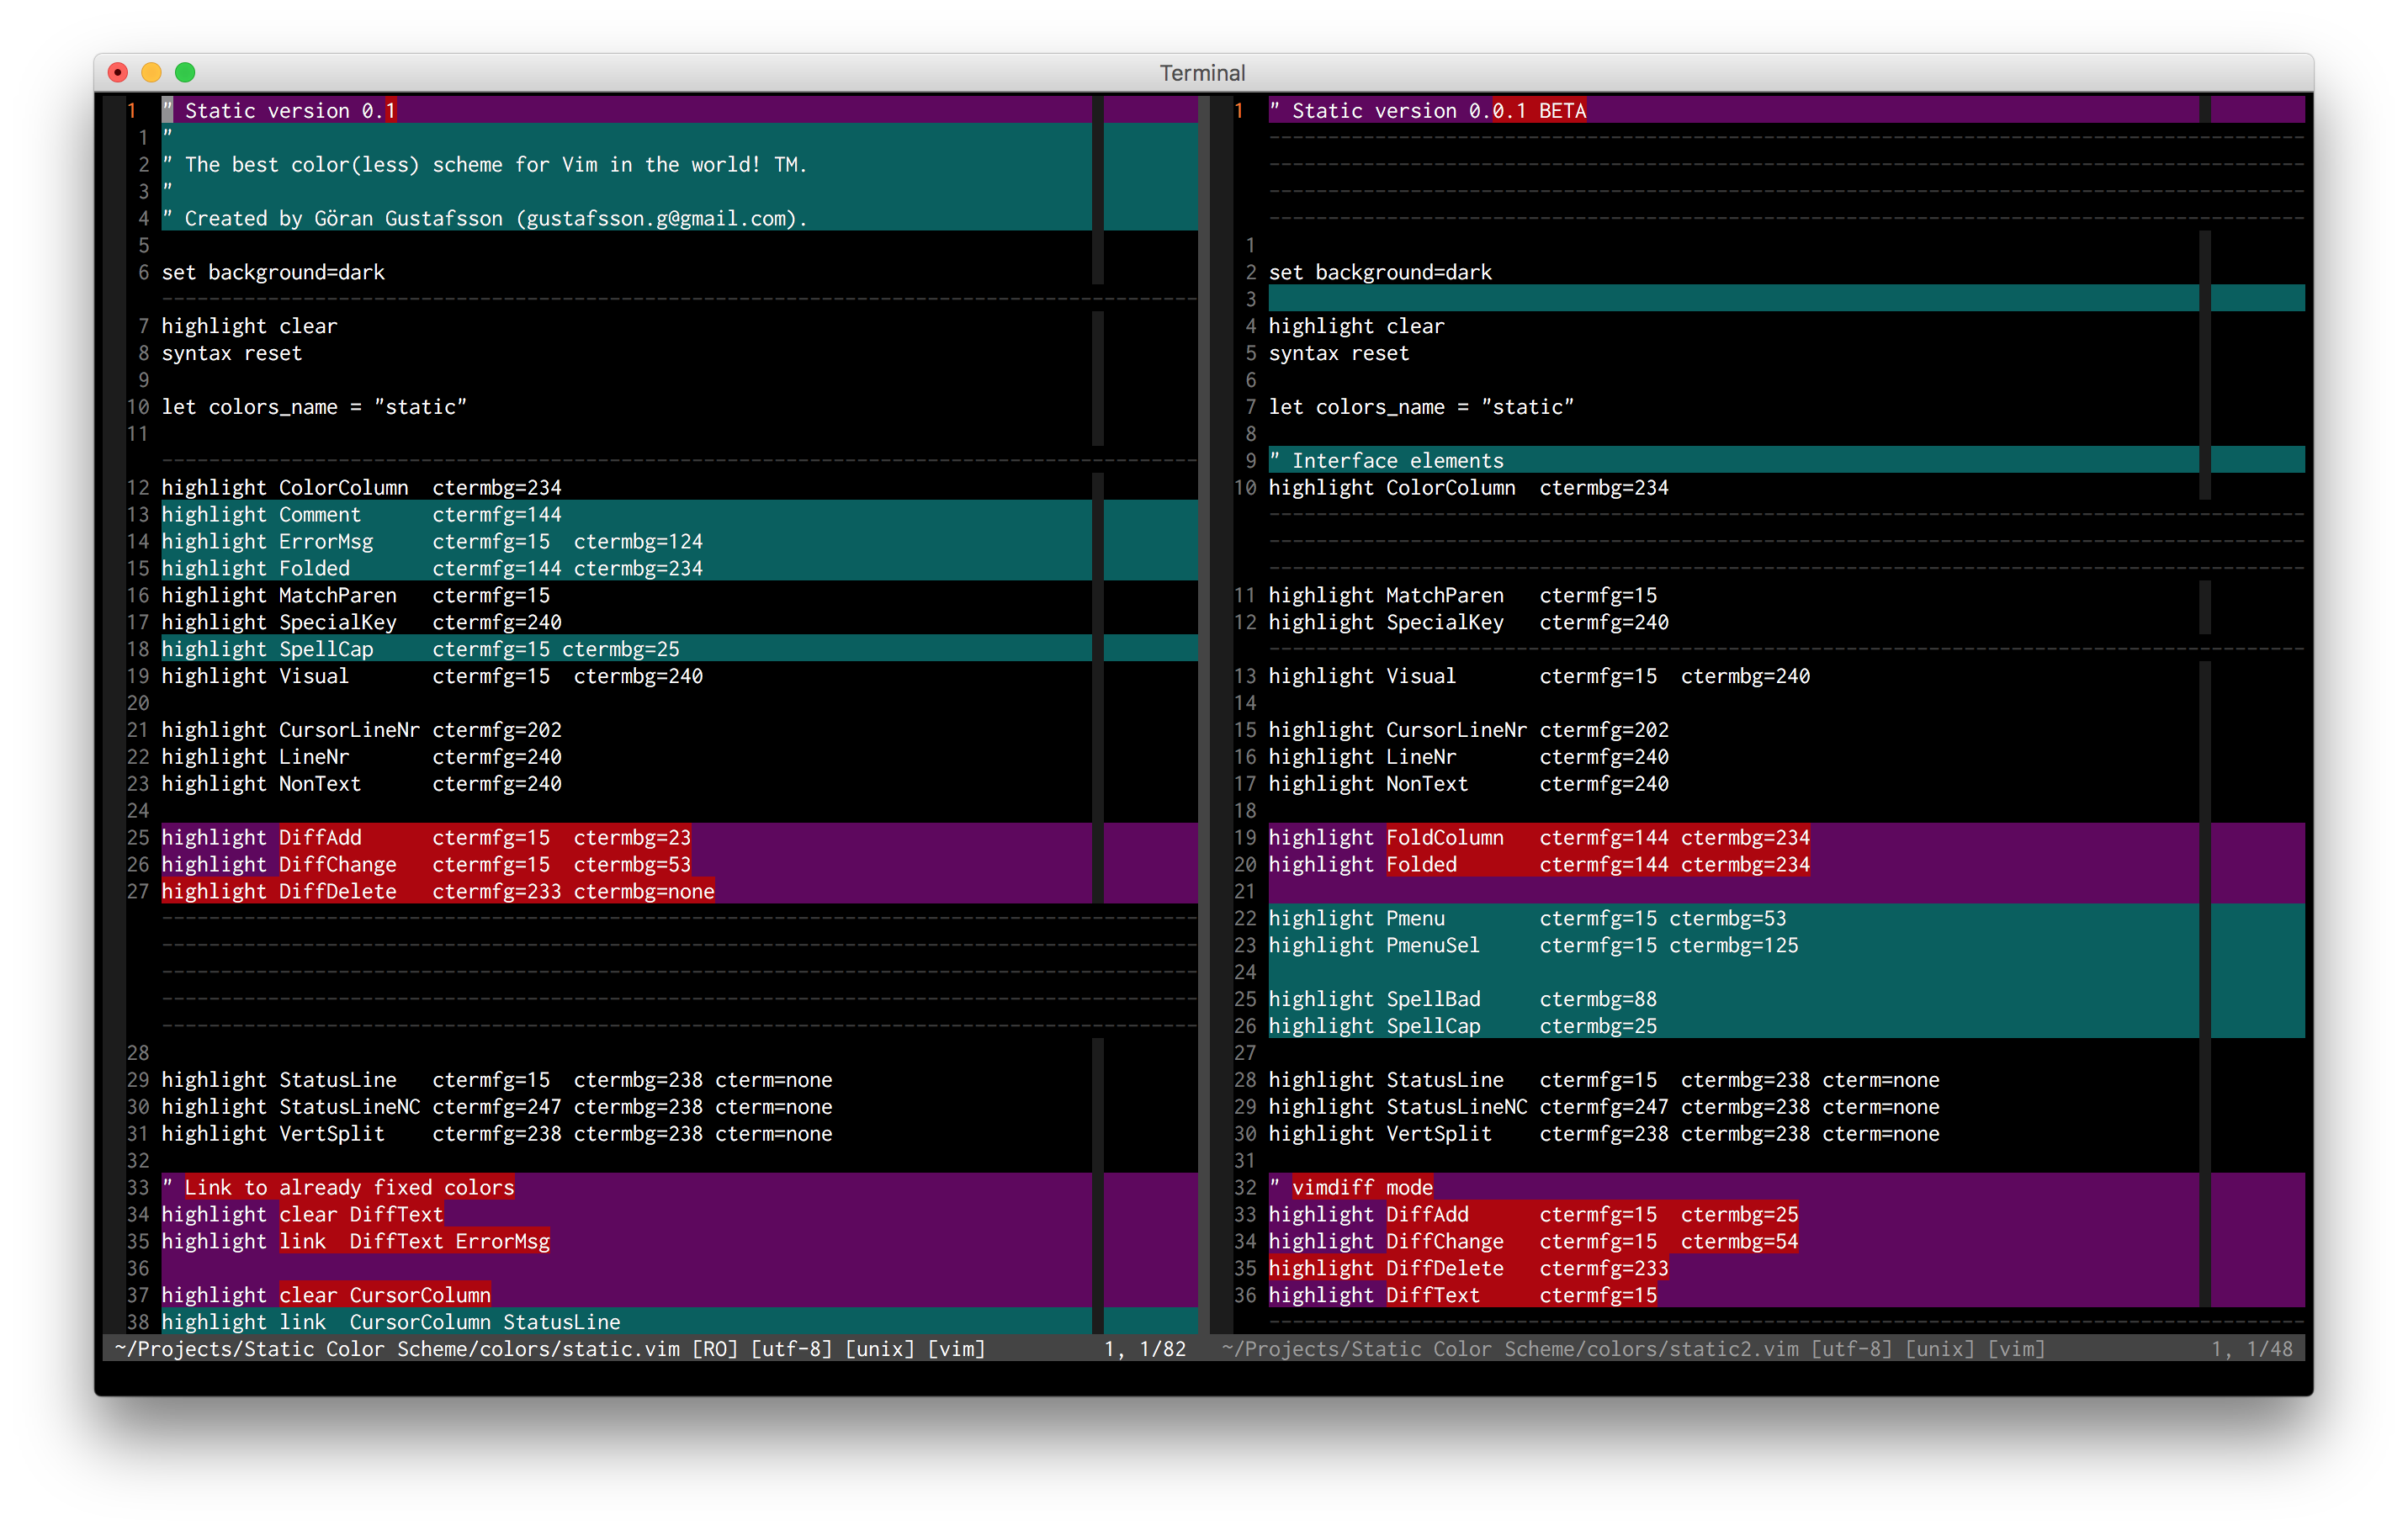 Terminal
1 " Static version 0.1
1 "
2 " The best color(less) scheme for Vim in the world! TM.
3 "
4 " Created by Göran Gustafsson (gustafsson.g@gmail.com).
5
6 set background=dark
7 highlight clear
8 syntax reset
9
10 let colors_name = "static"
11
12 highlight ColorColumn  ctermbg=234
13 highlight Comment      ctermfg=144
14 highlight ErrorMsg     ctermfg=15  ctermbg=124
15 highlight Folded       ctermfg=144 ctermbg=234
16 highlight MatchParen   ctermfg=15
17 highlight SpecialKey   ctermfg=240
18 highlight SpellCap     ctermfg=15 ctermbg=25
19 highlight Visual       ctermfg=15  ctermbg=240
20
21 highlight CursorLineNr ctermfg=202
22 highlight LineNr       ctermfg=240
23 highlight NonText      ctermfg=240
24
25 highlight DiffAdd      ctermfg=15  ctermbg=23
26 highlight DiffChange   ctermfg=15  ctermbg=53
27 highlight DiffDelete   ctermfg=233 ctermbg=none
28
29 highlight StatusLine   ctermfg=15  ctermbg=238 cterm=none
30 highlight StatusLineNC ctermfg=247 ctermbg=238 cterm=none
31 highlight VertSplit    ctermfg=238 ctermbg=238 cterm=none
32
33 " Link to already fixed colors
34 highlight clear DiffText
35 highlight link  DiffText ErrorMsg
36
37 highlight clear CursorColumn
38 highlight link  CursorColumn StatusLine
~/Projects/Static Color Scheme/colors/static.vim [RO] [utf-8] [unix] [vim] 1, 1/82
1 " Static version 0.0.1 BETA
1
2 set background=dark
3
4 highlight clear
5 syntax reset
6
7 let colors_name = "static"
8
9 " Interface elements
10 highlight ColorColumn  ctermbg=234
11 highlight MatchParen   ctermfg=15
12 highlight SpecialKey   ctermfg=240
13 highlight Visual       ctermfg=15  ctermbg=240
14
15 highlight CursorLineNr ctermfg=202
16 highlight LineNr       ctermfg=240
17 highlight NonText      ctermfg=240
18
19 highlight FoldColumn   ctermfg=144 ctermbg=234
20 highlight Folded       ctermfg=144 ctermbg=234
21
22 highlight Pmenu        ctermfg=15 ctermbg=53
23 highlight PmenuSel     ctermfg=15 ctermbg=125
24
25 highlight SpellBad     ctermbg=88
26 highlight SpellCap     ctermbg=25
27
28 highlight StatusLine   ctermfg=15  ctermbg=238 cterm=none
29 highlight StatusLineNC ctermfg=247 ctermbg=238 cterm=none
30 highlight VertSplit    ctermfg=238 ctermbg=238 cterm=none
31
32 " vimdiff mode
33 highlight DiffAdd      ctermfg=15  ctermbg=25
34 highlight DiffChange   ctermfg=15  ctermbg=54
35 highlight DiffDelete   ctermfg=233
36 highlight DiffText     ctermfg=15
~/Projects/Static Color Scheme/colors/static2.vim [utf-8] [unix] [vim] 1, 1/48